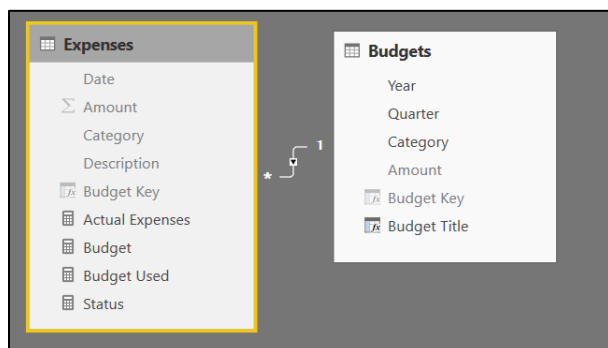 Expenses
Date
Σ Amount
Category
Description
Budget Key
Actual Expenses
Budget
Budget Used
Status
* 1
Budgets
Year
Quarter
Category
Amount
Budget Key
Budget Title